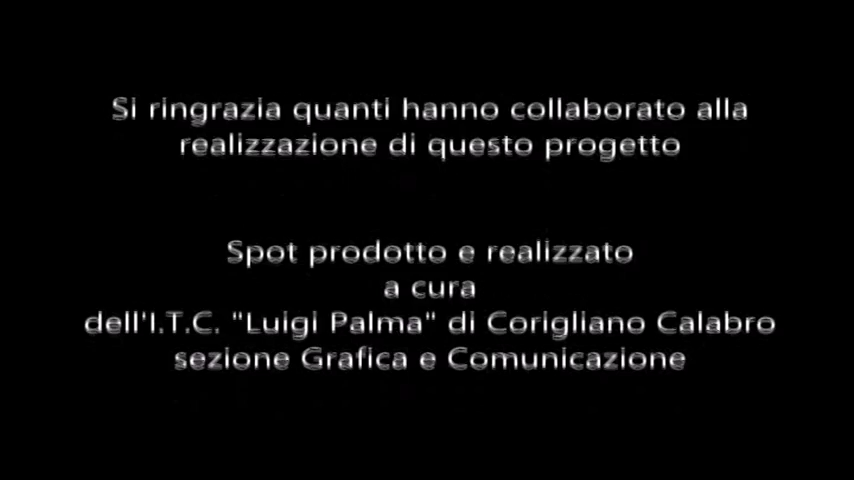 Si ringrazia quanti hanno collaborato alla
realizzazione di questo progetto
Spot prodotto e realizzato
a cura
dell'I.T.C. "Luigi Palma" di Corigliano Calabro
sezione Grafica e Comunicazione